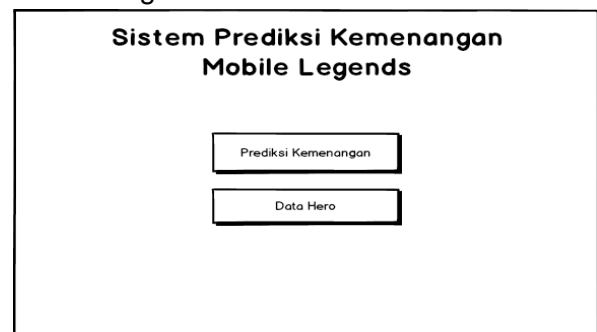 Sistem Prediksi Kemenangan
Mobile Legends
Prediksi Kemenangan
Data Hero